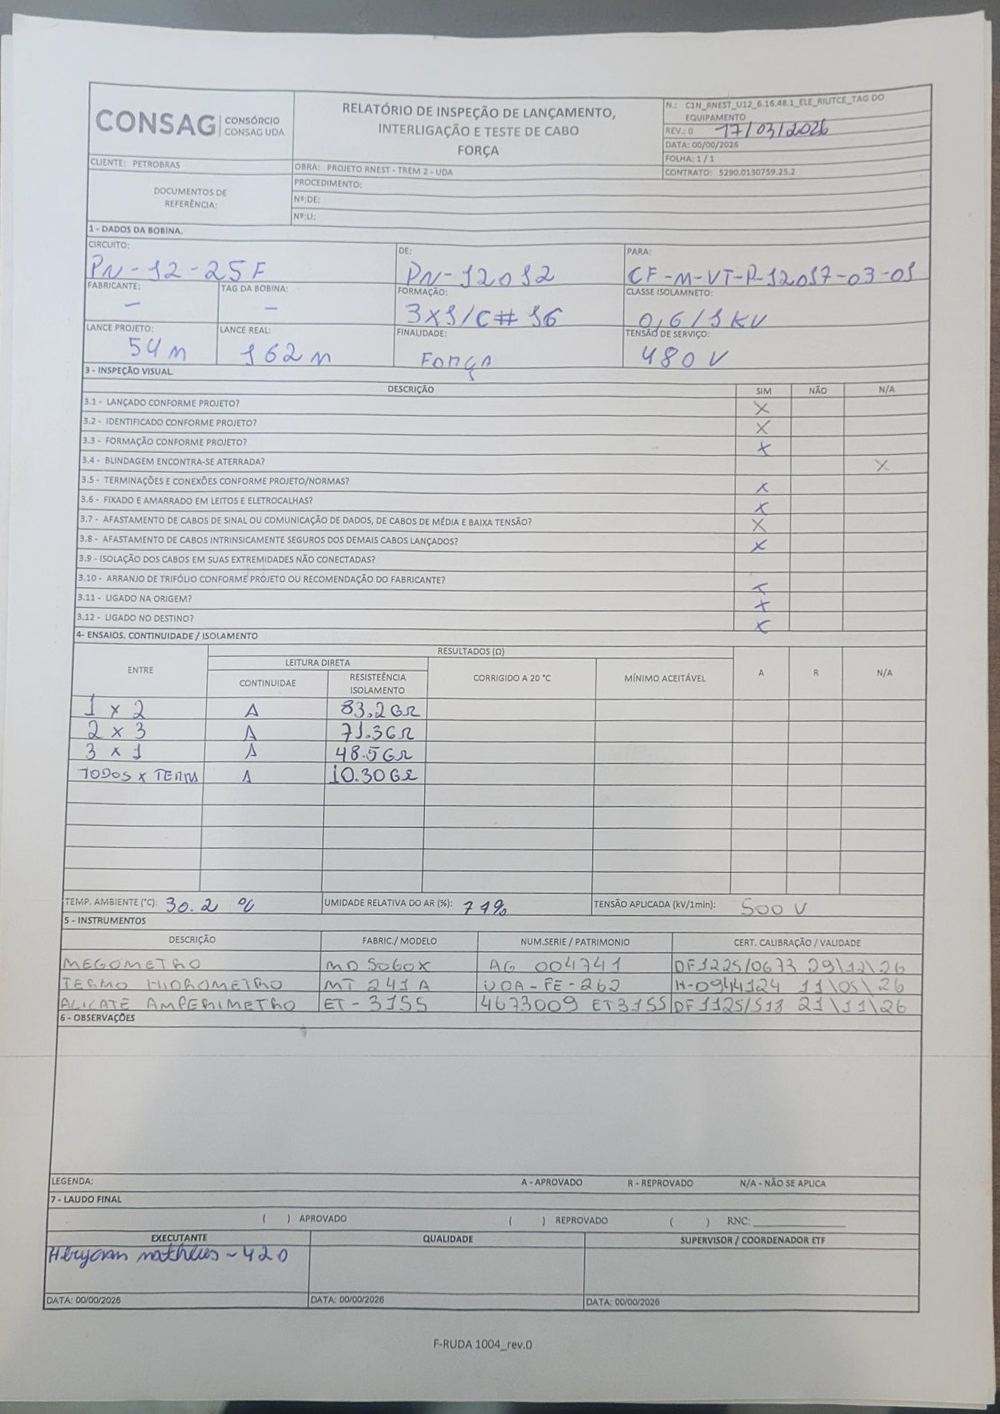 CONSAG CONSÓRCIO CONSAG UDA
RELATÓRIO DE INSPEÇÃO DE LANÇAMENTO, INTERLIGAÇÃO E TESTE DE CABO FORÇA
N.: C1N_RNEST_U12_6.16.48.1_ELE_RIUTCE_TAG DO EQUIPAMENTO
REV.: 0 17/03/2026
DATA: 00/00/2026
FOLHA: 1 / 1
CLIENTE: PETROBRAS OBRA: PROJETO RNEST - TREM 2 - UDA CONTRATO: 5290.0130759.25.2
DOCUMENTOS DE REFERÊNCIA:
PROCEDIMENTO:
Nº DE:
Nº LI:
1 - DADOS DA BOBINA.
CIRCUITO: DE: PARA:
PN-12-25F PN-12012 CF-M-VT-P-12017-03-01
FABRICANTE: TAG DA BOBINA: FORMAÇÃO: CLASSE ISOLAMNETO:
— — 3X1/C# 16 0,6/1KV
LANCE PROJETO: LANCE REAL: FINALIDADE: TENSÃO DE SERVIÇO:
54 m 162 m FORÇA 480 V
3 - INSPEÇÃO VISUAL
DESCRIÇÃO SIM NÃO N/A
3.1 - LANÇADO CONFORME PROJETO? X
3.2 - IDENTIFICADO CONFORME PROJETO? X
3.3 - FORMAÇÃO CONFORME PROJETO? X
3.4 - BLINDAGEM ENCONTRA-SE ATERRADA? X
3.5 - TERMINAÇÕES E CONEXÕES CONFORME PROJETO/NORMAS? X
3.6 - FIXADO E AMARRADO EM LEITOS E ELETROCALHAS? X
3.7 - AFASTAMENTO DE CABOS DE SINAL OU COMUNICAÇÃO DE DADOS, DE CABOS DE MÉDIA E BAIXA TENSÃO? X
3.8 - AFASTAMENTO DE CABOS INTRINSICAMENTE SEGUROS DOS DEMAIS CABOS LANÇADOS? X
3.9 - ISOLAÇÃO DOS CABOS EM SUAS EXTREMIDADES NÃO CONECTADAS?
3.10 - ARRANJO DE TRIFÓLIO CONFORME PROJETO OU RECOMENDAÇÃO DO FABRICANTE? X
3.11 - LIGADO NA ORIGEM? X
3.12 - LIGADO NO DESTINO? X
4- ENSAIOS. CONTINUIDADE / ISOLAMENTO
ENTRE RESULTADOS (Ω) A R N/A
LEITURA DIRETA CORRIGIDO A 20 °C MÍNIMO ACEITÁVEL
CONTINUIDAE RESISTEÊNCIA ISOLAMENTO
1 x 2 A 83,2GΩ
2 x 3 A 71.3GΩ
3 x 1 A 48.5GΩ
TODOS x TERRA A 10.30GΩ
TEMP. AMBIENTE (°C): 30.2 °C UMIDADE RELATIVA DO AR (%): 74% TENSÃO APLICADA (kV/1min): 500 V
5 - INSTRUMENTOS
DESCRIÇÃO FABRIC./ MODELO NUM.SERIE / PATRIMONIO CERT. CALIBRAÇÃO / VALIDADE
MEGOMETRO MD 5060X AG 004741 DF1225/0673 29\12\26
TERMO HIDROMETRO MT 241A UDA-FE-262 H-0944124 11\05\26
ALICATE AMPERIMETRO ET-3155 4673009 ET3155 DF1125/513 21\11\26
6 - OBSERVAÇÕES
LEGENDA: A - APROVADO R - REPROVADO N/A - NÃO SE APLICA
7 - LAUDO FINAL
( ) APROVADO ( ) REPROVADO ( ) RNC:
EXECUTANTE QUALIDADE SUPERVISOR / COORDENADOR ETF
matheus - 420
DATA: 00/00/2026 DATA: 00/00/2026 DATA: 00/00/2026
F-RUDA 1004_rev.0